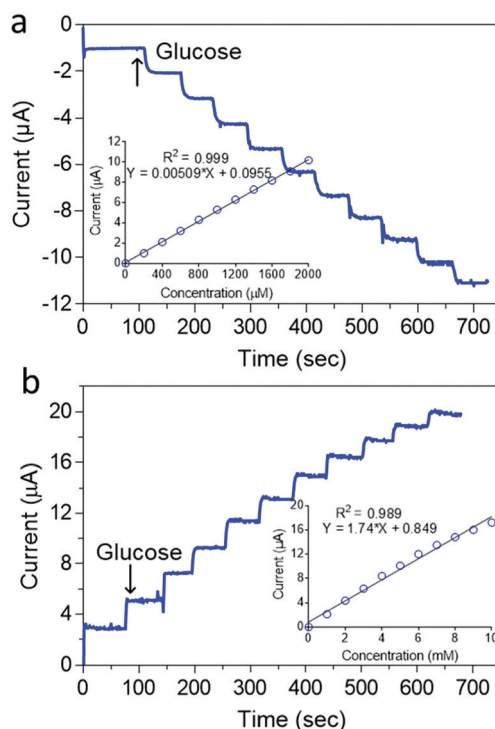 a
Glucose
0
-2
-4
-6
-8
-10
-12
Current (µA)
0 100 200 300 400 500 600 700
Time (sec)
12
10
8
6
4
2
0
Current (µA)
R² = 0.999
Y = 0.00509*X + 0.0955
0 400 800 1200 1600 2000
Concentration (µM)
b
Glucose
20
16
12
8
4
0
Current (µA)
0 100 200 300 400 500 600 700
Time (sec)
20
16
12
8
4
0
Current (µA)
R² = 0.989
Y = 1.74*X + 0.849
0 2 4 6 8 10
Concentration (mM)